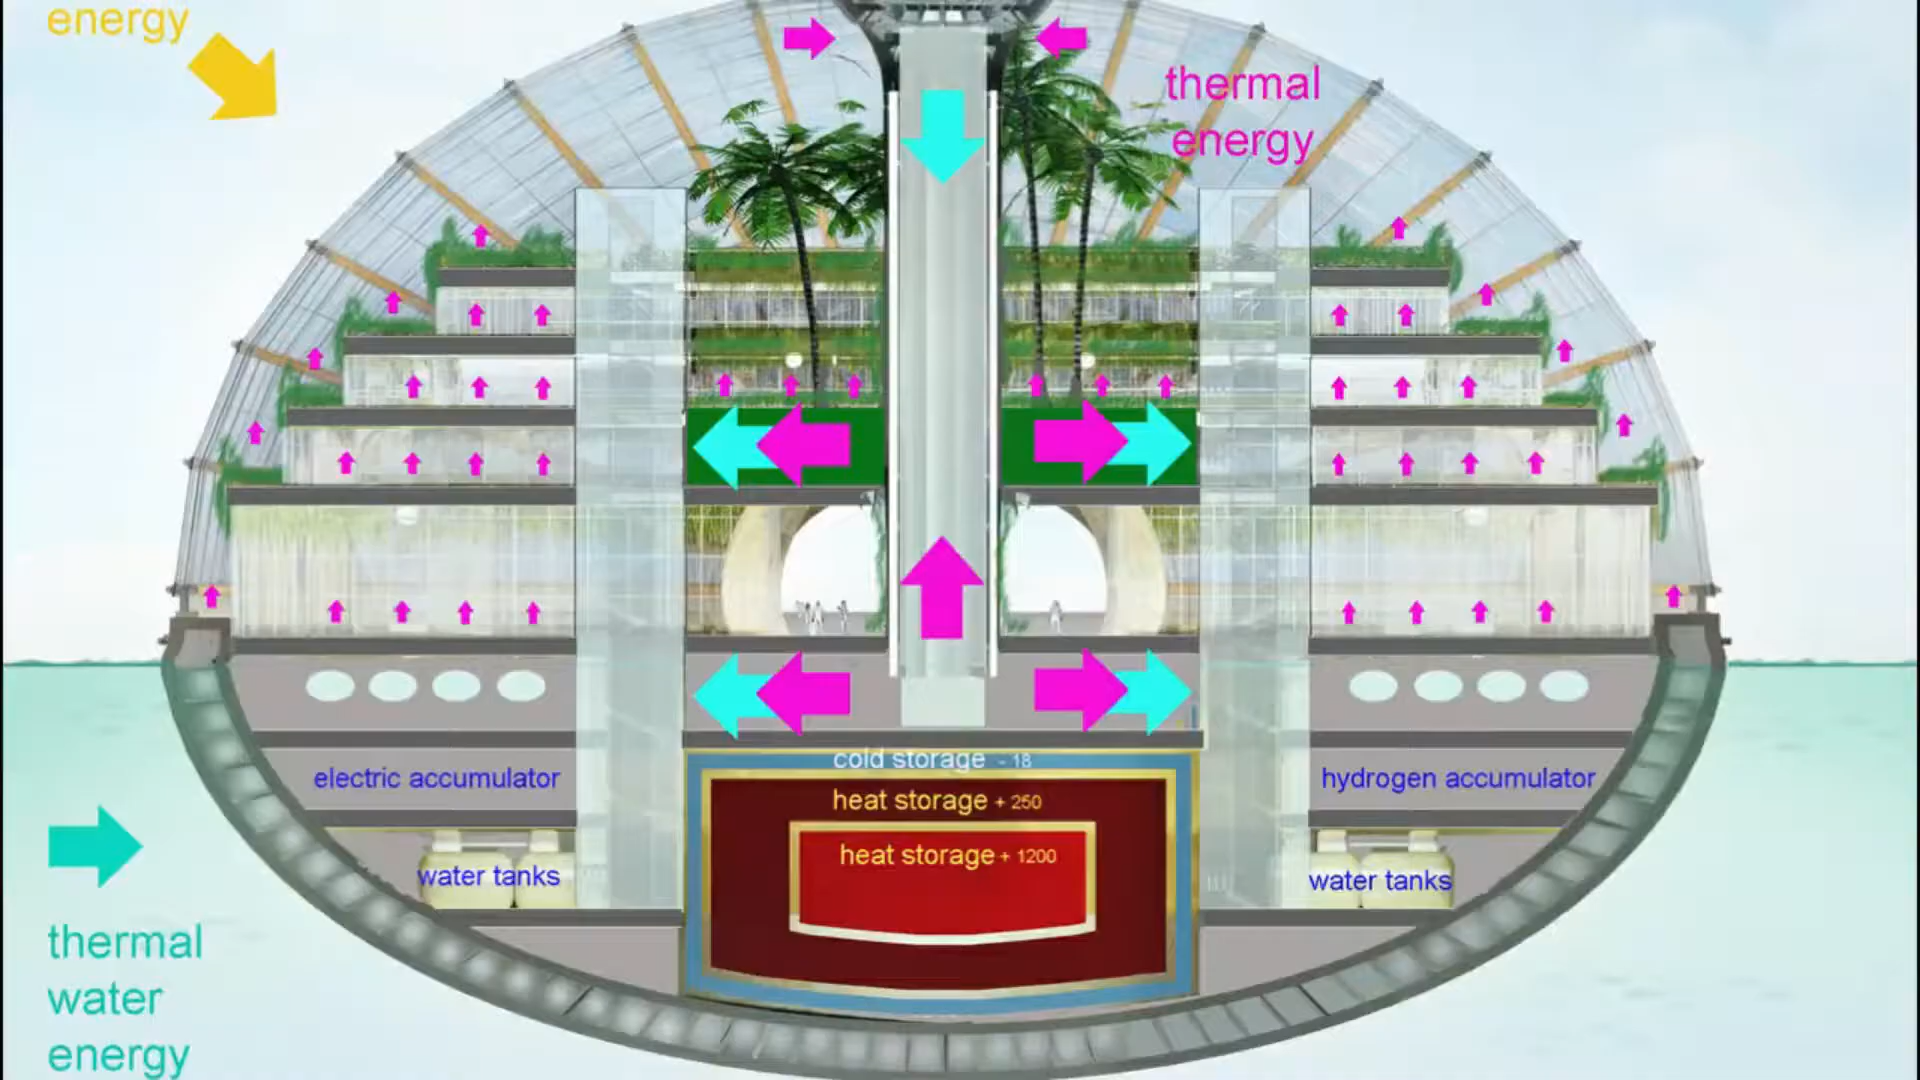 energy
thermal
energy
cold storage - 18
heat storage + 250
heat storage + 1200
electric accumulator
hydrogen accumulator
water tanks
water tanks
thermal
water
energy